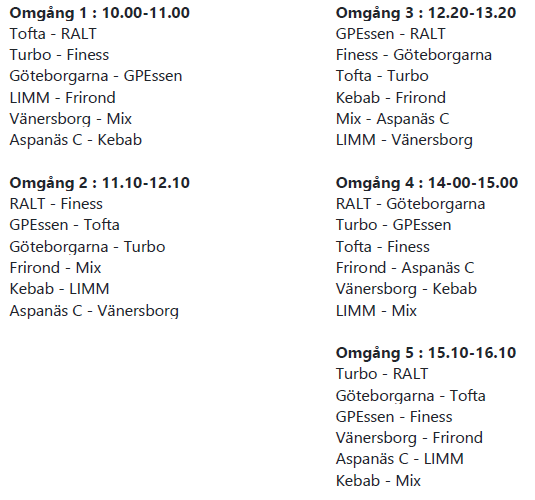 Omgång 1 : 10.00-11.00
Tofta - RALT
Turbo - Finess
Göteborgarna - GPEssen
LIMM - Frirond
Vänersborg - Mix
Aspanäs C - Kebab
Omgång 2 : 11.10-12.10
RALT - Finess
GPEssen - Tofta
Göteborgarna - Turbo
Frirond - Mix
Kebab - LIMM
Aspanäs C - Vänersborg
Omgång 3 : 12.20-13.20
GPEssen - RALT
Finess - Göteborgarna
Tofta - Turbo
Kebab - Frirond
Mix - Aspanäs C
LIMM - Vänersborg
Omgång 4 : 14-00-15.00
RALT - Göteborgarna
Turbo - GPEssen
Tofta - Finess
Frirond - Aspanäs C
Vänersborg - Kebab
LIMM - Mix
Omgång 5 : 15.10-16.10
Turbo - RALT
Göteborgarna - Tofta
GPEssen - Finess
Vänersborg - Frirond
Aspanäs C - LIMM
Kebab - Mix